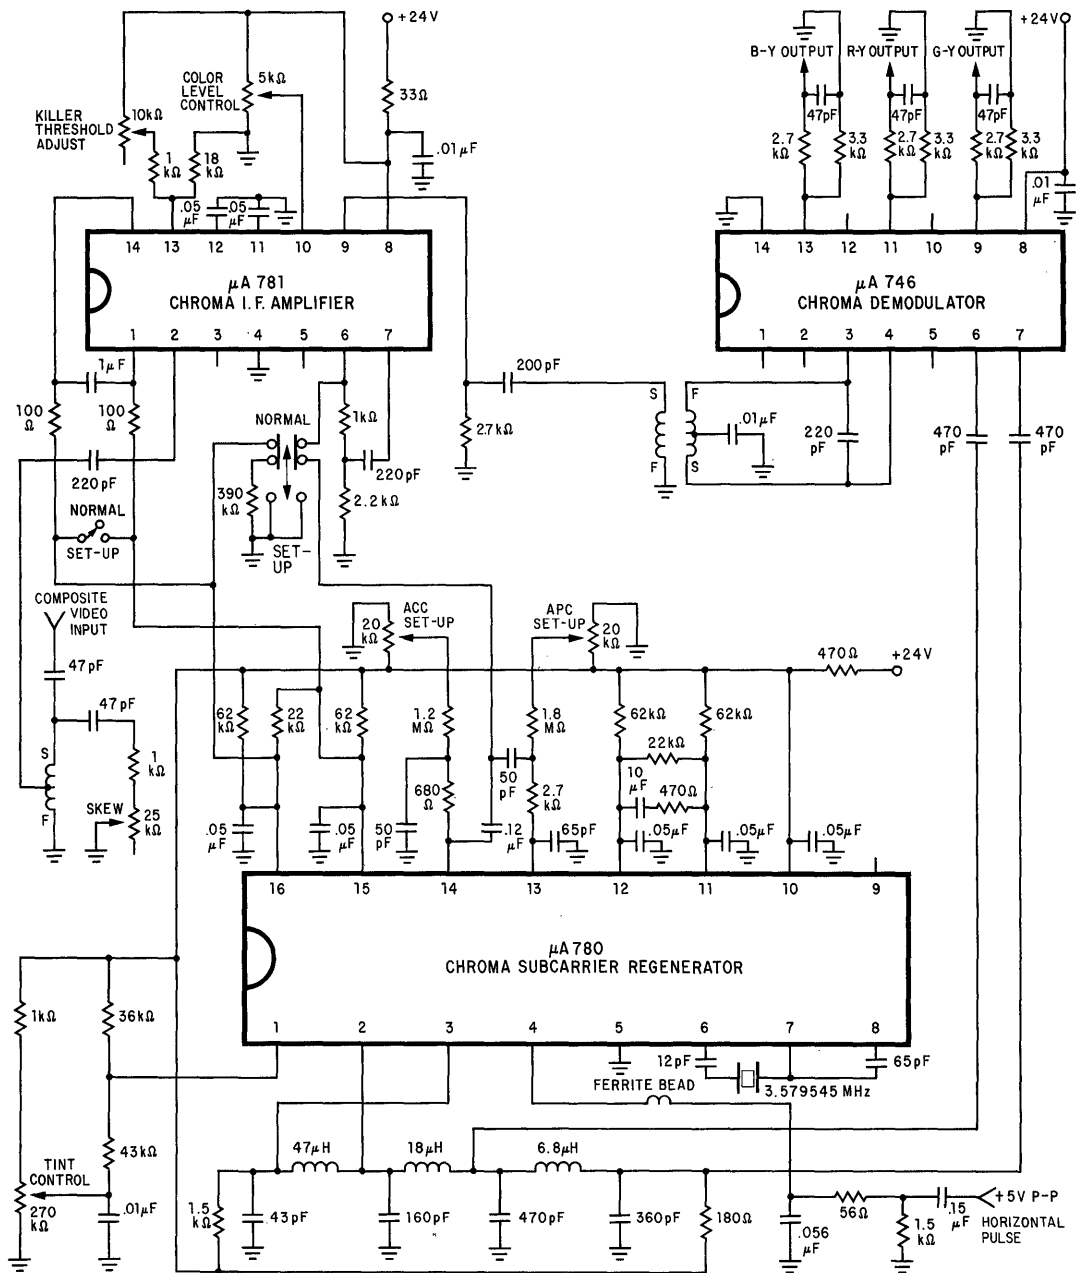 +24V
+24V
B-Y OUTPUT
R-Y OUTPUT
G-Y OUTPUT
COLOR
LEVEL
CONTROL
5kΩ
33Ω
KILLER
THRESHOLD
ADJUST
10kΩ
1
kΩ
18
kΩ
.01μF
47pF
47pF
47pF
2.7
kΩ
3.3
kΩ
2.7
kΩ
3.3
kΩ
2.7
kΩ
3.3
kΩ
.01
μF
.05
μF
.05
μF
14 13 12 11 10 9 8
μA 781
CHROMA I.F. AMPLIFIER
1 2 3 4 5 6 7
14 13 12 11 10 9 8
μA 746
CHROMA DEMODULATOR
1 2 3 4 5 6 7
1μF
100
Ω
100
Ω
220pF
NORMAL
SET-UP
NORMAL
390
kΩ
SET-
UP
1kΩ
220pF
2.2kΩ
27kΩ
200pF
S
F
F
S
.01μF
220
pF
470
pF
470
pF
COMPOSITE
VIDEO
INPUT
47pF
47pF
S
F
1
kΩ
SKEW
25
kΩ
20
kΩ
ACC
SET-UP
APC
SET-UP
20
kΩ
470Ω
+24V
62
kΩ
22
kΩ
62
kΩ
1.2
MΩ
1.8
MΩ
62kΩ
62kΩ
22kΩ
50
pF
680
Ω
2.7
kΩ
10
μF
470Ω
.05
μF
.05
μF
50
pF
.12
μF
65pF
.05μF
.05μF
.05μF
16 15 14 13 12 11 10 9
μA 780
CHROMA SUBCARRIER REGENERATOR
1 2 3 4 5 6 7 8
1kΩ
36kΩ
12pF
65pF
3.579545 MHz
FERRITE BEAD
43kΩ
TINT
CONTROL
270
kΩ
.01μF
47μH
18μH
6.8μH
1.5
kΩ
43pF
160pF
470pF
360pF
180Ω
56Ω
.056
μF
1.5
kΩ
.15
μF
+5V P-P
HORIZONTAL
PULSE